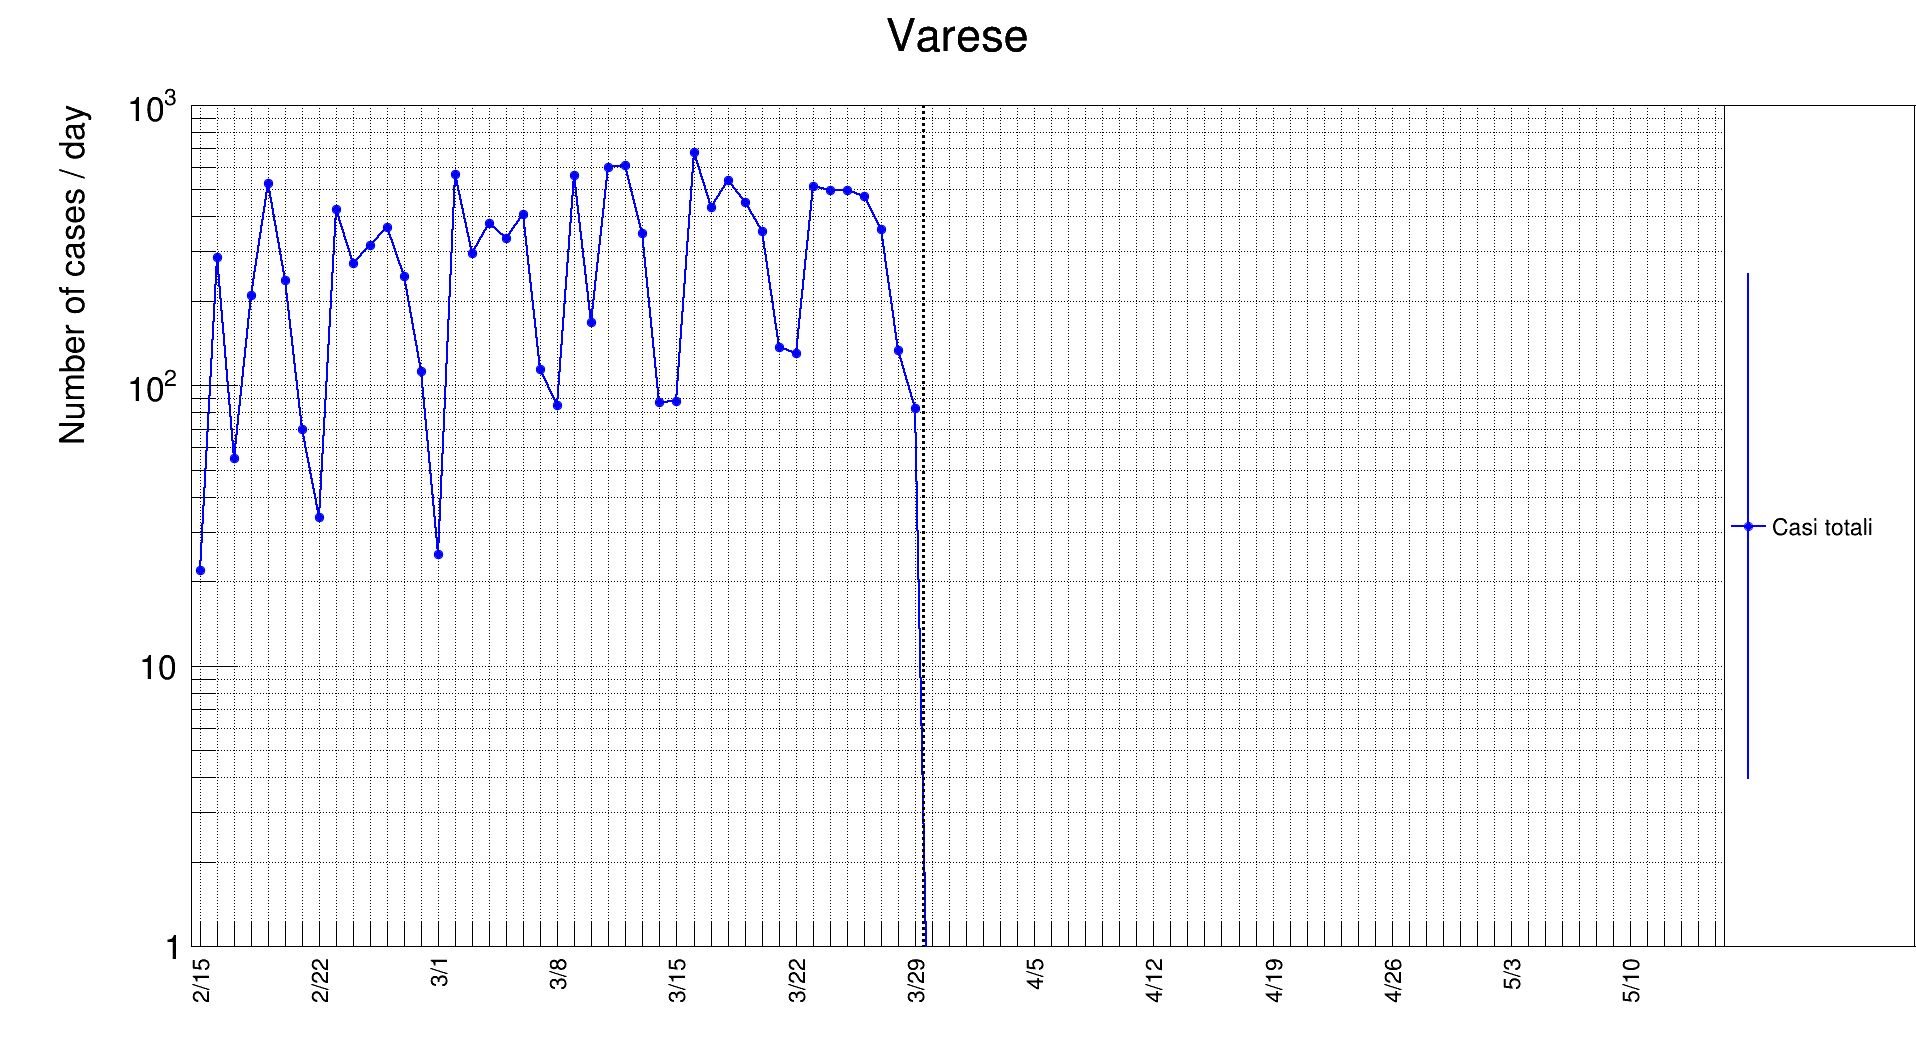 Varese
Number of cases / day
10³
10²
10
1
2/15 2/22 3/1 3/8 3/15 3/22 3/29 4/5 4/12 4/19 4/26 5/3 5/10
Casi totali